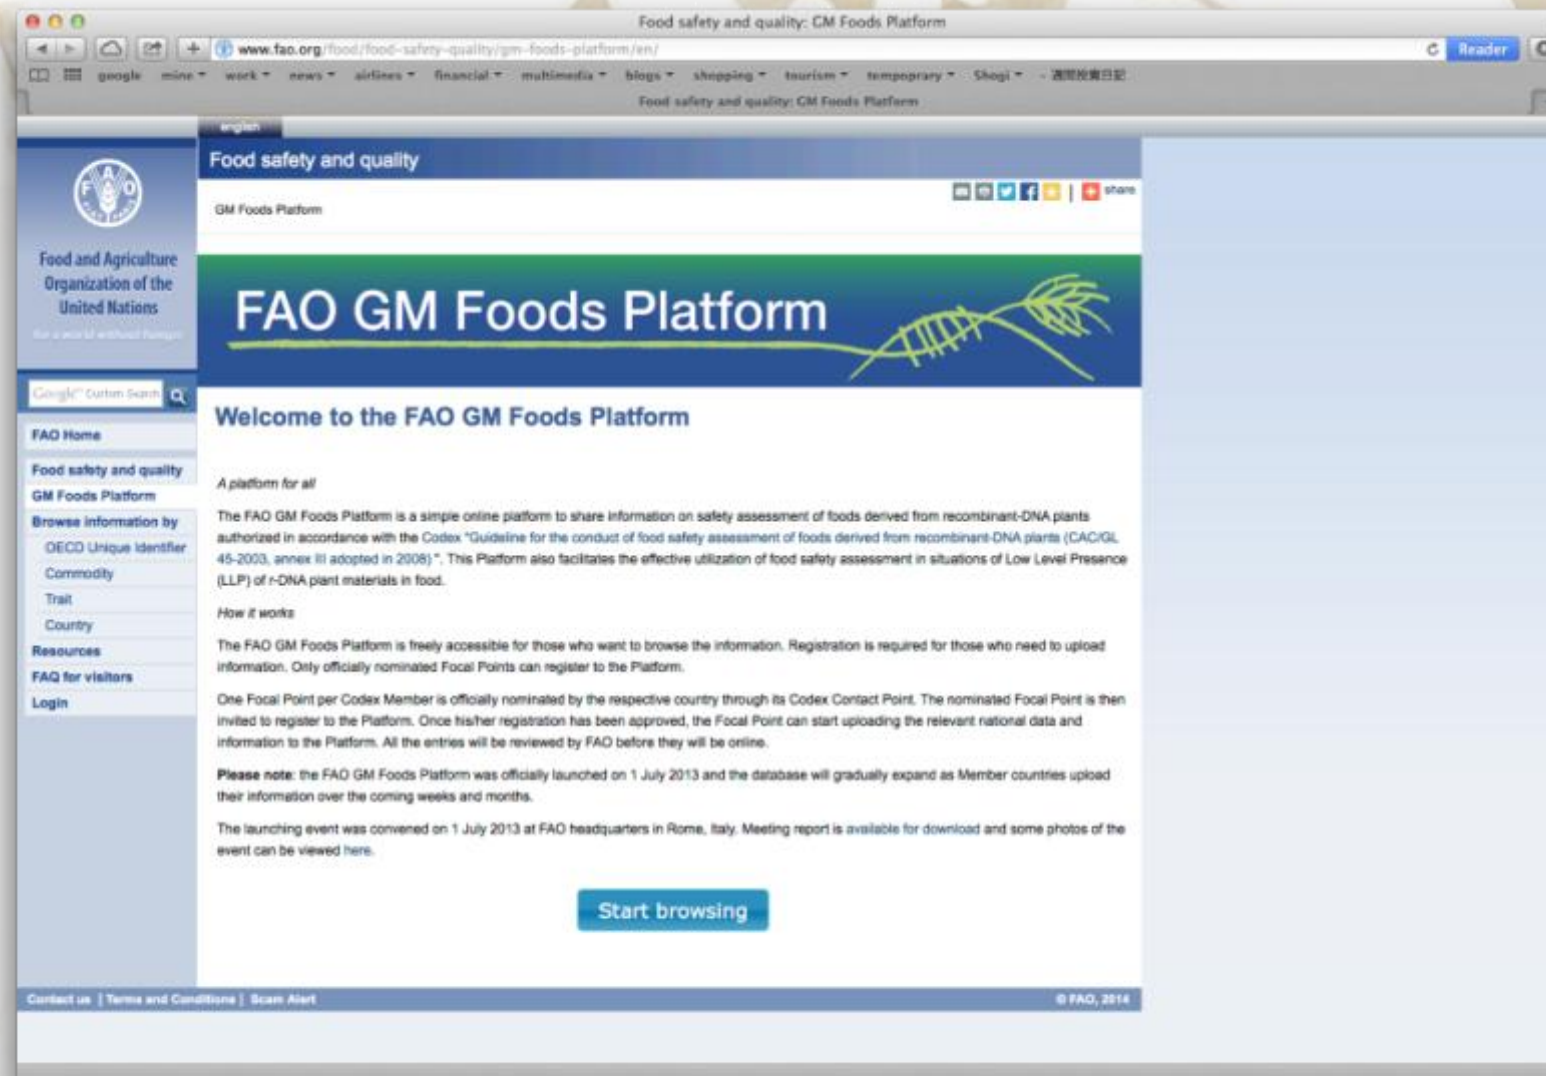 Food safety and quality: GM Foods Platform
www.fao.org/food/food-safety-quality/gm-foods-platform/en/
Reader
google mine work news airlines financial multimedia blogs shopping tourism tempoprary Shogi - 週間投資日記
Food safety and quality: GM Foods Platform
english
Food safety and quality
share
GM Foods Platform
FAO
Food and Agriculture
Organization of the
United Nations
for a world without hunger
FAO GM Foods Platform
Google™ Custom Search
FAO Home
Food safety and quality
GM Foods Platform
Browse information by
OECD Unique Identifier
Commodity
Trait
Country
Resources
FAQ for visitors
Login
Welcome to the FAO GM Foods Platform
A platform for all
The FAO GM Foods Platform is a simple online platform to share information on safety assessment of foods derived from recombinant-DNA plants
authorized in accordance with the Codex "Guideline for the conduct of food safety assessment of foods derived from recombinant-DNA plants (CAC/GL
45-2003, annex III adopted in 2008) ". This Platform also facilitates the effective utilization of food safety assessment in situations of Low Level Presence
(LLP) of r-DNA plant materials in food.
How it works
The FAO GM Foods Platform is freely accessible for those who want to browse the information. Registration is required for those who need to upload
information. Only officially nominated Focal Points can register to the Platform.
One Focal Point per Codex Member is officially nominated by the respective country through its Codex Contact Point. The nominated Focal Point is then
invited to register to the Platform. Once his/her registration has been approved, the Focal Point can start uploading the relevant national data and
information to the Platform. All the entries will be reviewed by FAO before they will be online.
Please note: the FAO GM Foods Platform was officially launched on 1 July 2013 and the database will gradually expand as Member countries upload
their information over the coming weeks and months.
The launching event was convened on 1 July 2013 at FAO headquarters in Rome, Italy. Meeting report is available for download and some photos of the
event can be viewed here.
Start browsing
Contact us | Terms and Conditions | Scam Alert
© FAO, 2014